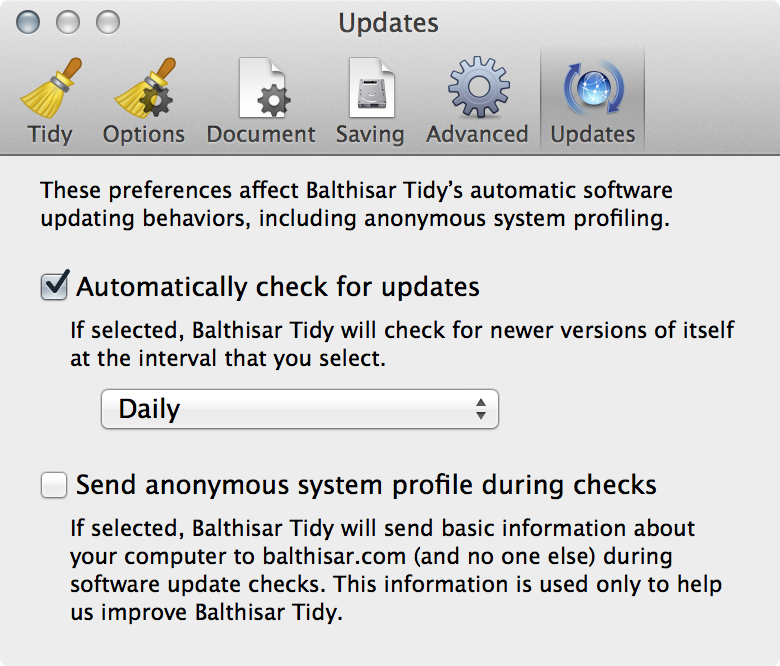 Updates
Tidy Options Document Saving Advanced Updates
These preferences affect Balthisar Tidy’s automatic software
updating behaviors, including anonymous system profiling.
Automatically check for updates
If selected, Balthisar Tidy will check for newer versions of itself
at the interval that you select.
Daily
Send anonymous system profile during checks
If selected, Balthisar Tidy will send basic information about
your computer to balthisar.com (and no one else) during
software update checks. This information is used only to help
us improve Balthisar Tidy.